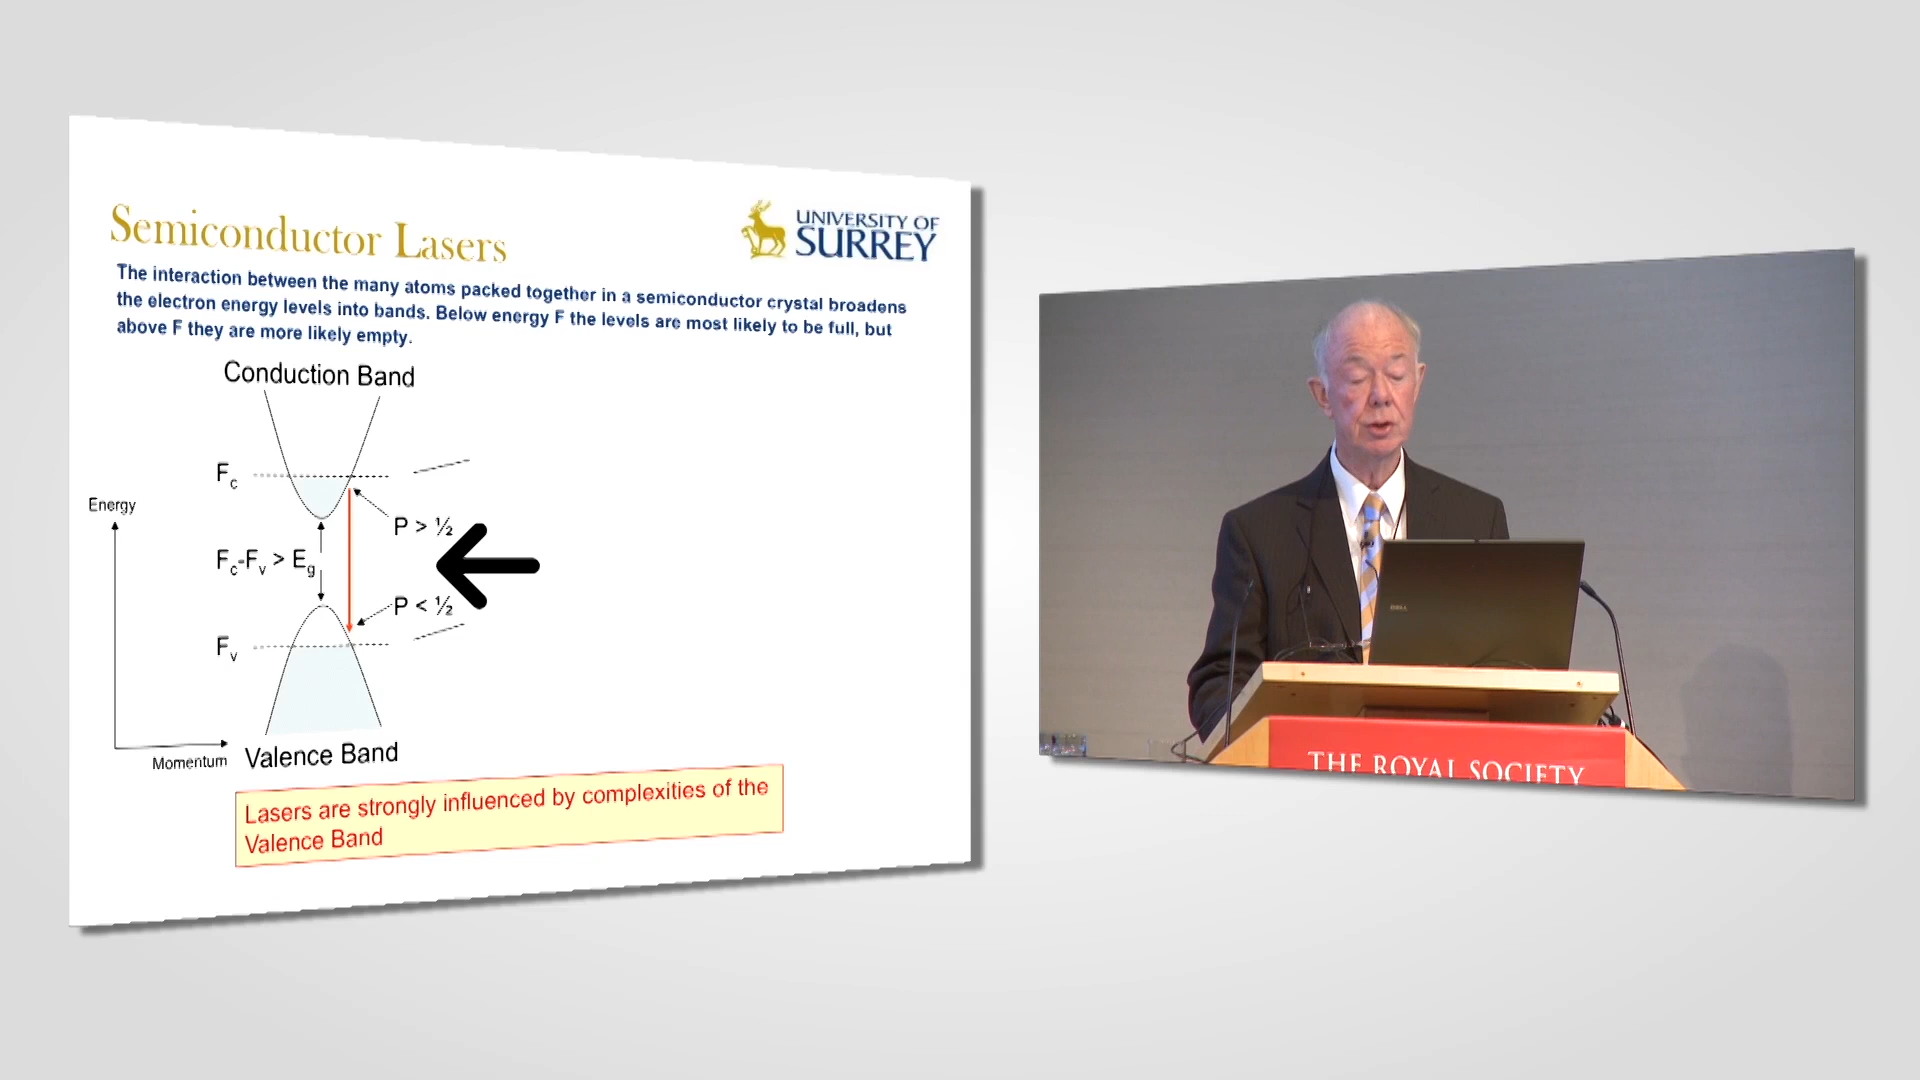 Semiconductor Lasers
UNIVERSITY OF
SURREY
The interaction between the many atoms packed together in a semiconductor crystal broadens
the electron energy levels into bands. Below energy F the levels are most likely to be full, but
above F they are more likely empty.
Conduction Band
Fc
Energy
P > ½
Fc-Fv > Eg
P < ½
Fv
Momentum
Valence Band
Lasers are strongly influenced by complexities of the
Valence Band
DELL
THE ROYAL SOCIETY